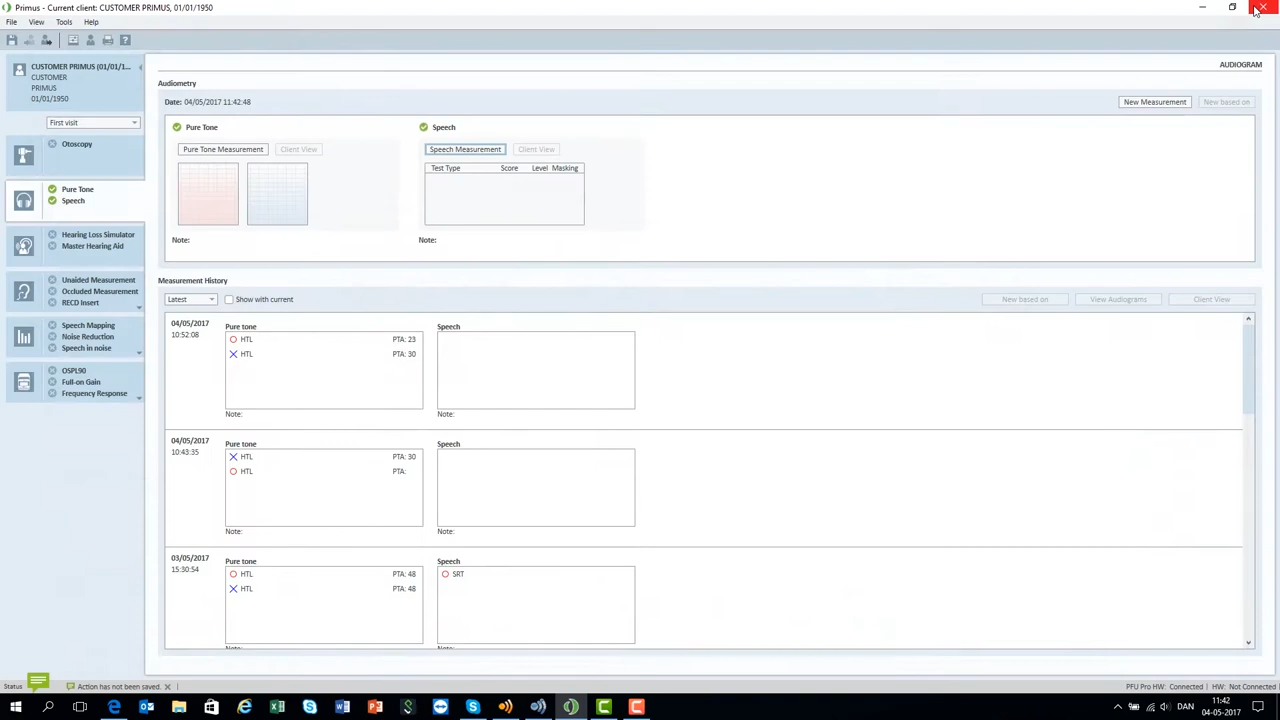 Primus - Current client: CUSTOMER PRIMUS, 01/01/1950
File View Tools Help
CUSTOMER PRIMUS (01/01/1...
CUSTOMER
PRIMUS
01/01/1950
First visit
Otoscopy
Pure Tone
Speech
Hearing Loss Simulator
Master Hearing Aid
Unaided Measurement
Occluded Measurement
RECD Insert
Speech Mapping
Noise Reduction
Speech in noise
OSPL90
Full-on Gain
Frequency Response
AUDIOGRAM
Audiometry
Date: 04/05/2017 11:42:48
New Measurement New based on
Pure Tone
Pure Tone Measurement Client View
Note:
Speech
Speech Measurement Client View
Test Type Score Level Masking
Note:
Measurement History
Latest Show with current
New based on View Audiograms Client View
04/05/2017
10:52:08
Pure tone
HTL PTA: 23
HTL PTA: 30
Note:
Speech
Note:
04/05/2017
10:43:35
Pure tone
HTL PTA: 30
HTL PTA:
Note:
Speech
Note:
03/05/2017
15:30:54
Pure tone
HTL PTA: 48
HTL PTA: 48
Note:
Speech
SRT
Note:
Status Action has not been saved. PFU Pro HW: Connected HW: Not Connected
DAN
11:42
04-05-2017